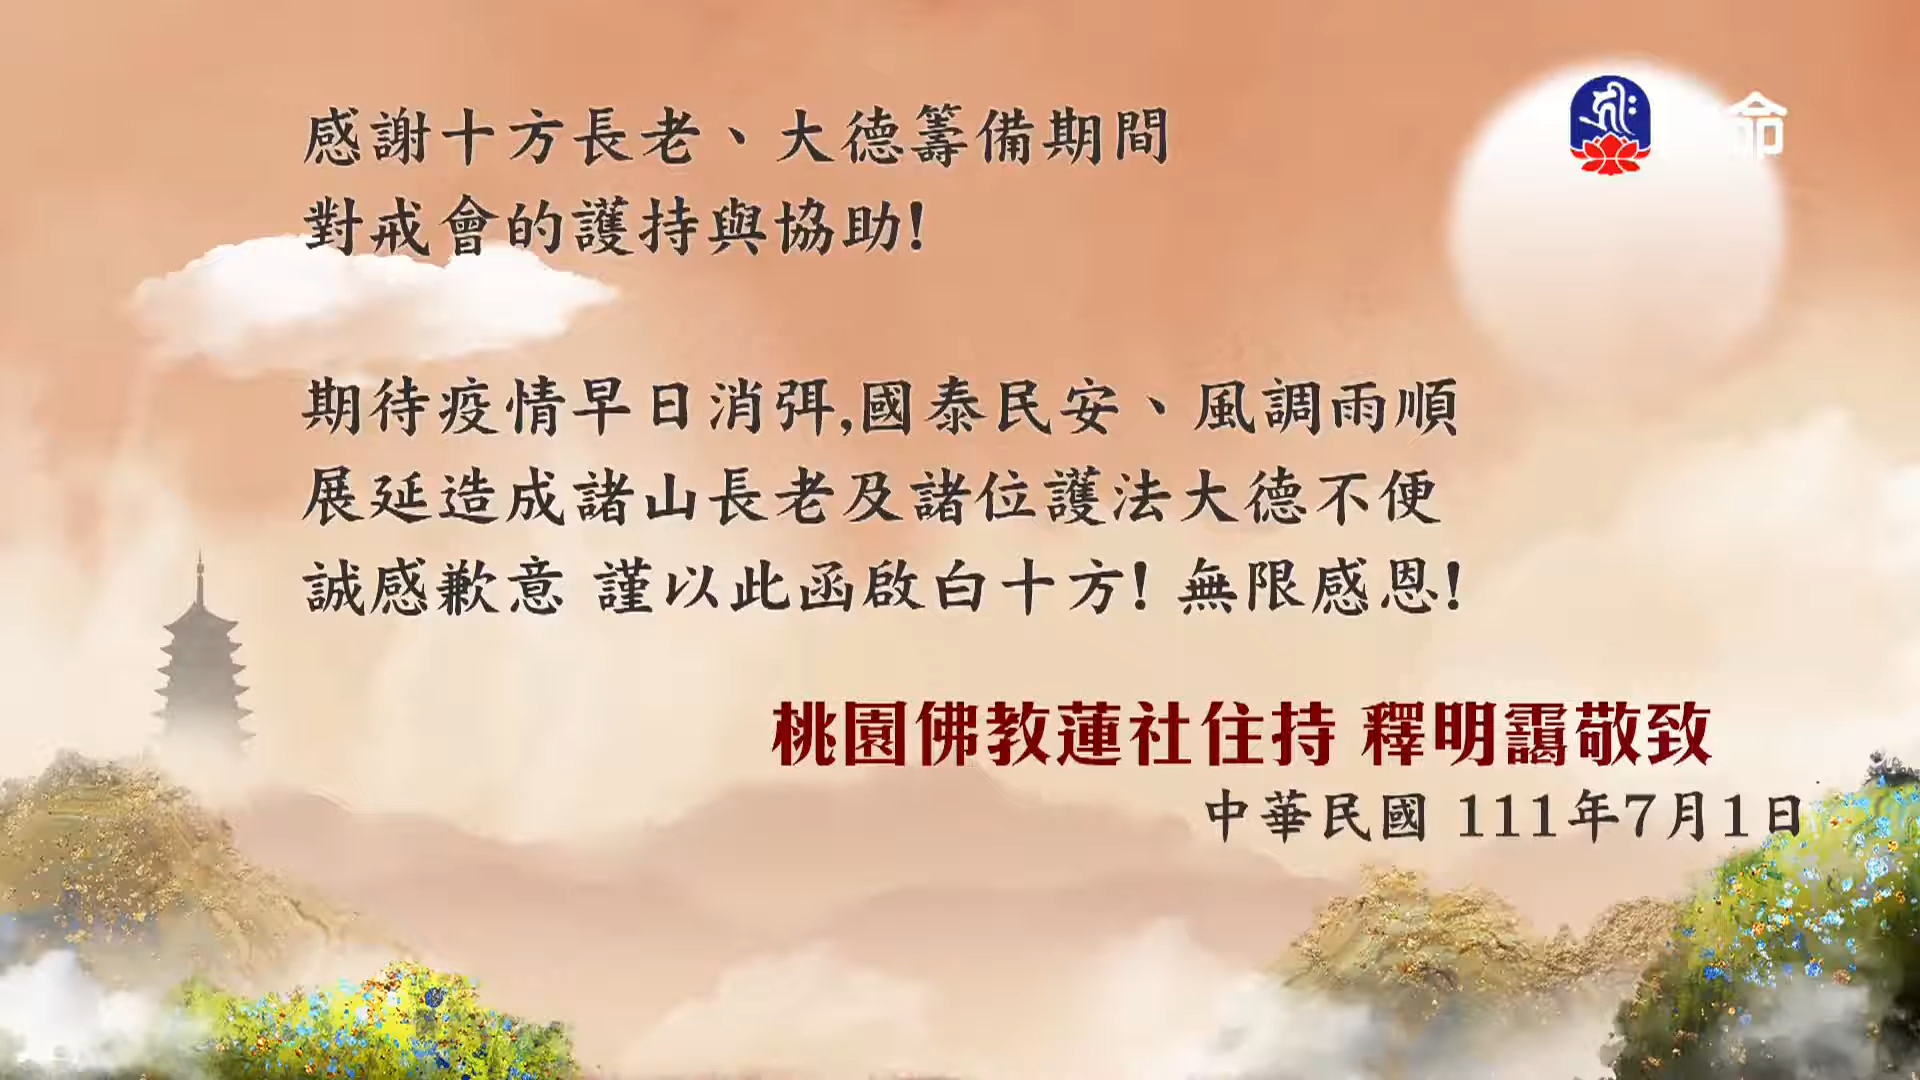 命
感謝十方長老、大德籌備期間
對戒會的護持與協助!
期待疫情早日消弭,國泰民安、風調雨順
展延造成諸山長老及諸位護法大德不便
誠感歉意 謹以此函啟白十方! 無限感恩!
桃園佛教蓮社住持 釋明靄敬致
中華民國 111年7月1日